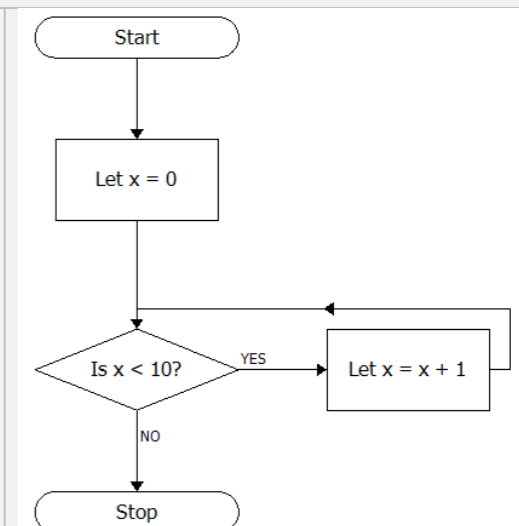 Start
Let x = 0
Is x < 10?
YES
Let x = x + 1
NO
Stop